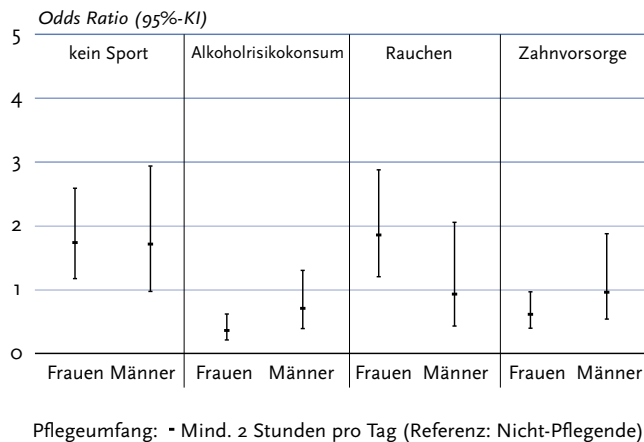 Odds Ratio (95%-KI)
5
kein Sport Alkoholrisikokonsum Rauchen Zahnvorsorge
4
3
2
1
0
Frauen Männer Frauen Männer Frauen Männer Frauen Männer
Pflegeumfang: - Mind. 2 Stunden pro Tag (Referenz: Nicht-Pflegende)